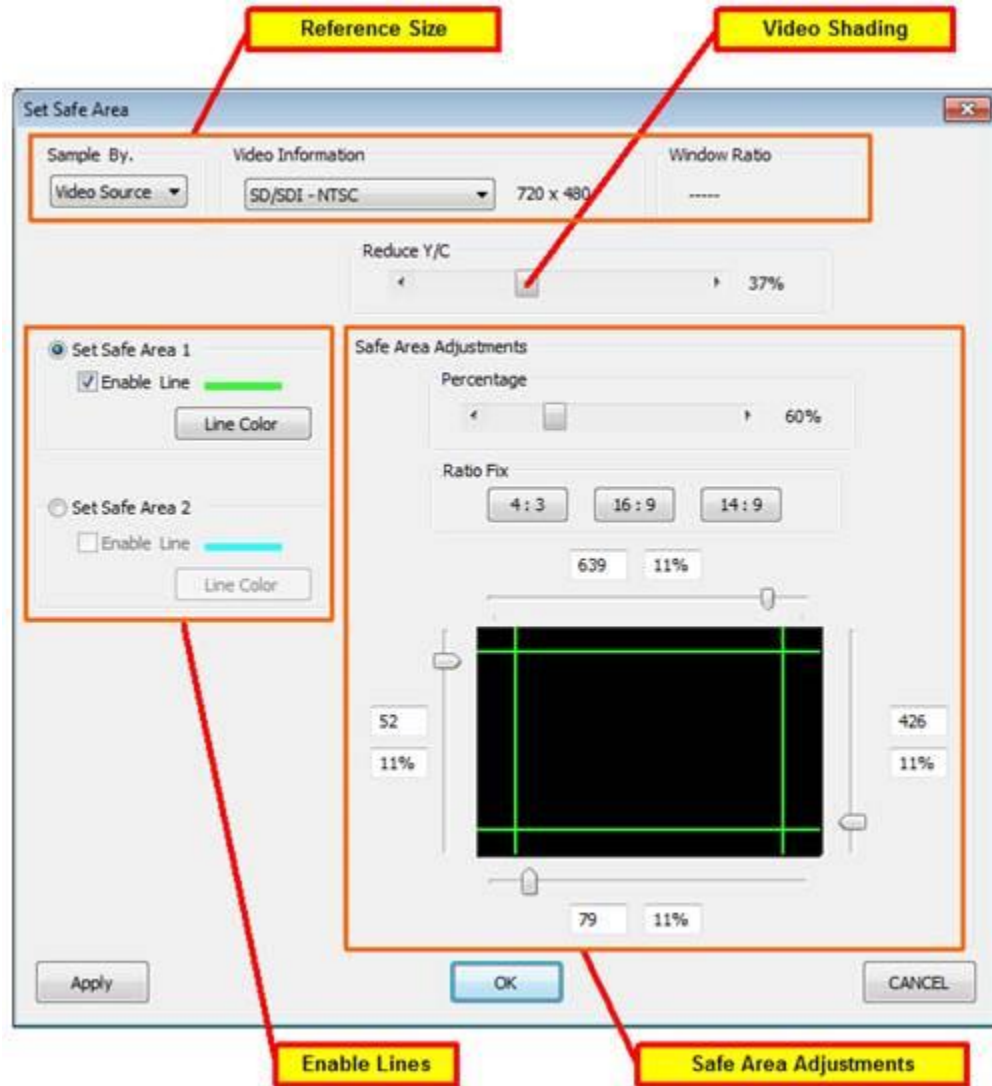 Reference Size
Video Shading
Set Safe Area
Sample By.
Video Information
Window Ratio
Video Source
SD/SDI - NTSC
720 x 480
-----
Reduce Y/C
37%
Set Safe Area 1
Enable Line
Line Color
Set Safe Area 2
Enable Line
Line Color
Safe Area Adjustments
Percentage
60%
Ratio Fix
4 : 3
16 : 9
14 : 9
639
11%
52
11%
426
11%
79
11%
Apply
OK
CANCEL
Enable Lines
Safe Area Adjustments